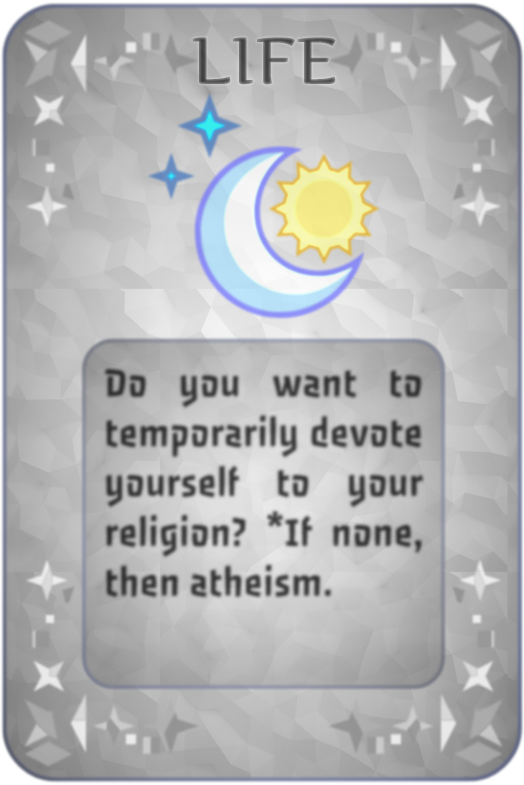 LIFE
Do you want to
temporarily devote
yourself to your
religion? *If none,
then atheism.